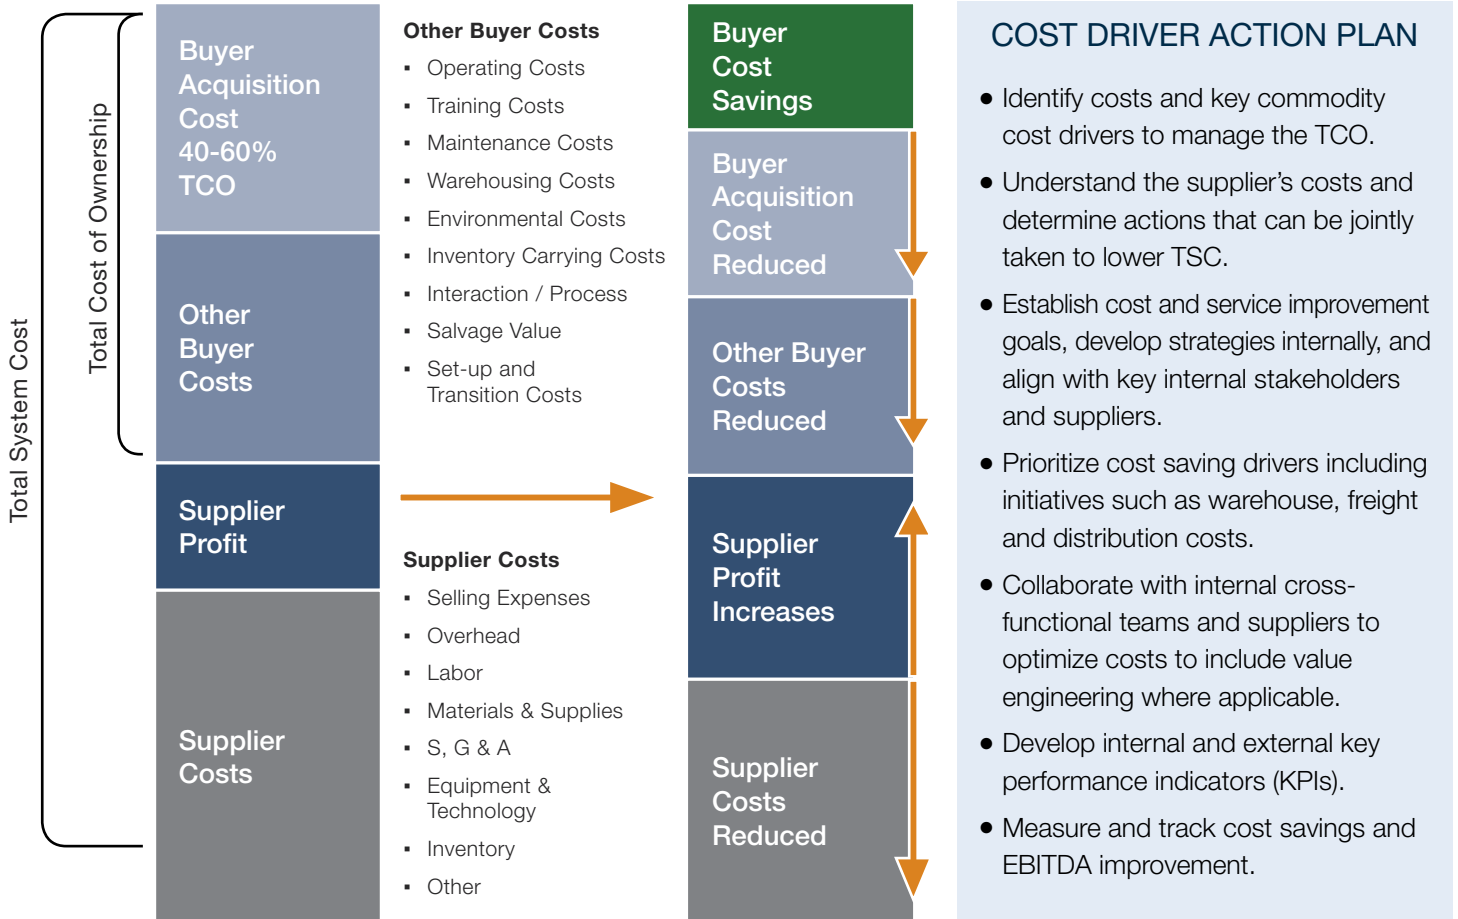 Total System Cost
Total Cost of Ownership
Buyer
Acquisition
Cost
40-60%
TCO
Other
Buyer
Costs
Supplier
Profit
Supplier
Costs
Other Buyer Costs
▪ Operating Costs
▪ Training Costs
▪ Maintenance Costs
▪ Warehousing Costs
▪ Environmental Costs
▪ Inventory Carrying Costs
▪ Interaction / Process
▪ Salvage Value
▪ Set-up and
Transition Costs
Supplier Costs
▪ Selling Expenses
▪ Overhead
▪ Labor
▪ Materials & Supplies
▪ S, G & A
▪ Equipment &
Technology
▪ Inventory
▪ Other
Buyer
Cost
Savings
Buyer
Acquisition
Cost
Reduced
Other Buyer
Costs
Reduced
Supplier
Profit
Increases
Supplier
Costs
Reduced
COST DRIVER ACTION PLAN
● Identify costs and key commodity
cost drivers to manage the TCO.
● Understand the supplier’s costs and
determine actions that can be jointly
taken to lower TSC.
● Establish cost and service improvement
goals, develop strategies internally, and
align with key internal stakeholders
and suppliers.
● Prioritize cost saving drivers including
initiatives such as warehouse, freight
and distribution costs.
● Collaborate with internal cross-
functional teams and suppliers to
optimize costs to include value
engineering where applicable.
● Develop internal and external key
performance indicators (KPIs).
● Measure and track cost savings and
EBITDA improvement.